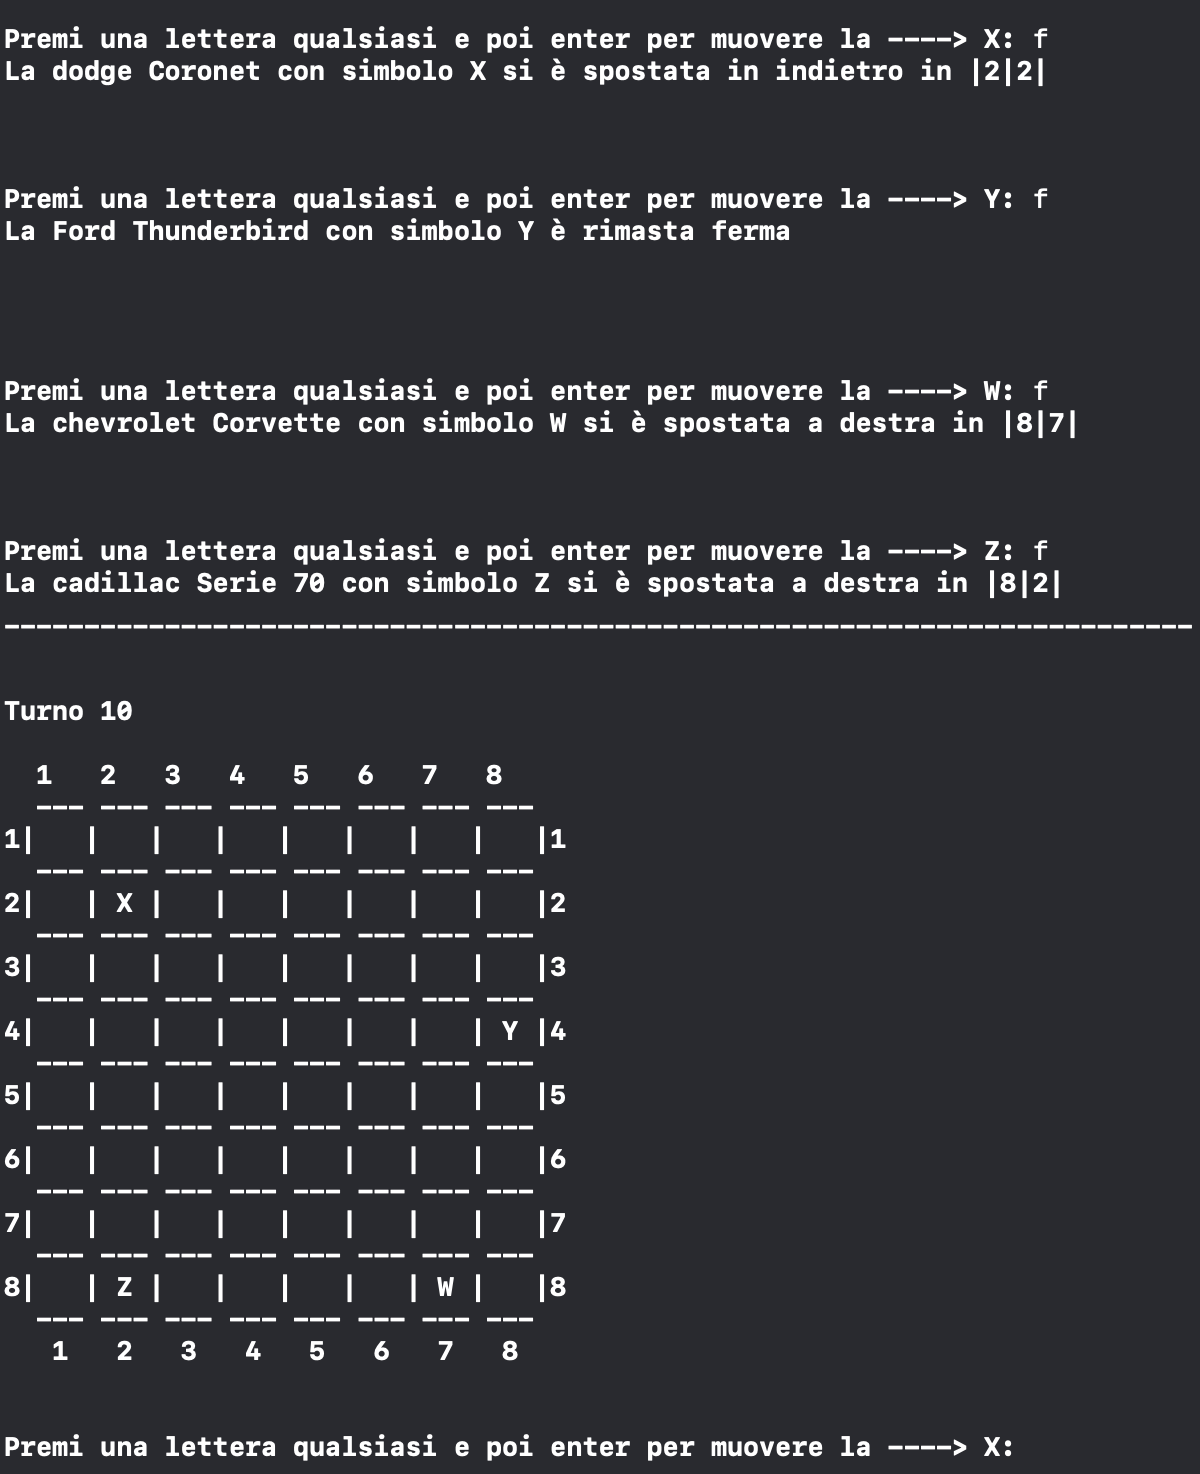 Premi una lettera qualsiasi e poi enter per muovere la ----> X: f
La dodge Coronet con simbolo X si è spostata in indietro in |2|2|
Premi una lettera qualsiasi e poi enter per muovere la ----> Y: f
La Ford Thunderbird con simbolo Y è rimasta ferma
Premi una lettera qualsiasi e poi enter per muovere la ----> W: f
La chevrolet Corvette con simbolo W si è spostata a destra in |8|7|
Premi una lettera qualsiasi e poi enter per muovere la ----> Z: f
La cadillac Serie 70 con simbolo Z si è spostata a destra in |8|2|
--------------------------------------------------------------------------
Turno 10
  1   2   3   4   5   6   7   8
  --- --- --- --- --- --- --- ---
1|   |   |   |   |   |   |   |   |1
  --- --- --- --- --- --- --- ---
2|   | X |   |   |   |   |   |   |2
  --- --- --- --- --- --- --- ---
3|   |   |   |   |   |   |   |   |3
  --- --- --- --- --- --- --- ---
4|   |   |   |   |   |   |   | Y |4
  --- --- --- --- --- --- --- ---
5|   |   |   |   |   |   |   |   |5
  --- --- --- --- --- --- --- ---
6|   |   |   |   |   |   |   |   |6
  --- --- --- --- --- --- --- ---
7|   |   |   |   |   |   |   |   |7
  --- --- --- --- --- --- --- ---
8|   | Z |   |   |   |   | W |   |8
  --- --- --- --- --- --- --- ---
   1   2   3   4   5   6   7   8
Premi una lettera qualsiasi e poi enter per muovere la ----> X: